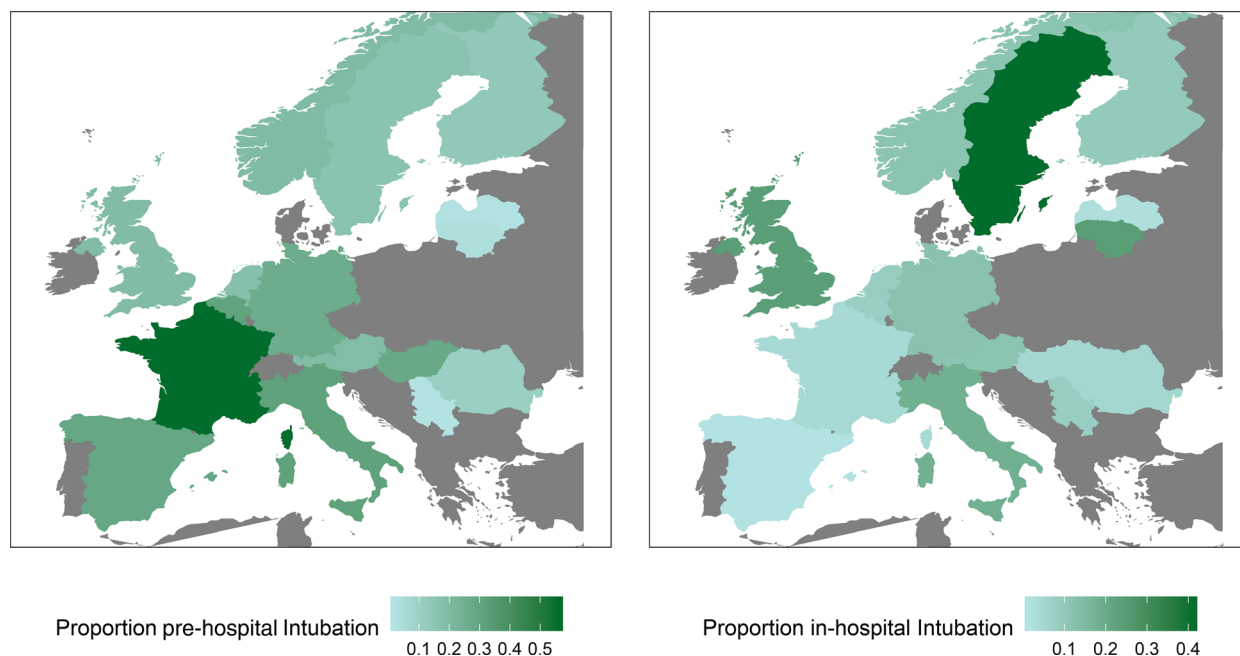 Proportion pre-hospital Intubation
0.1 0.2 0.3 0.4 0.5
Proportion in-hospital Intubation
0.1 0.2 0.3 0.4